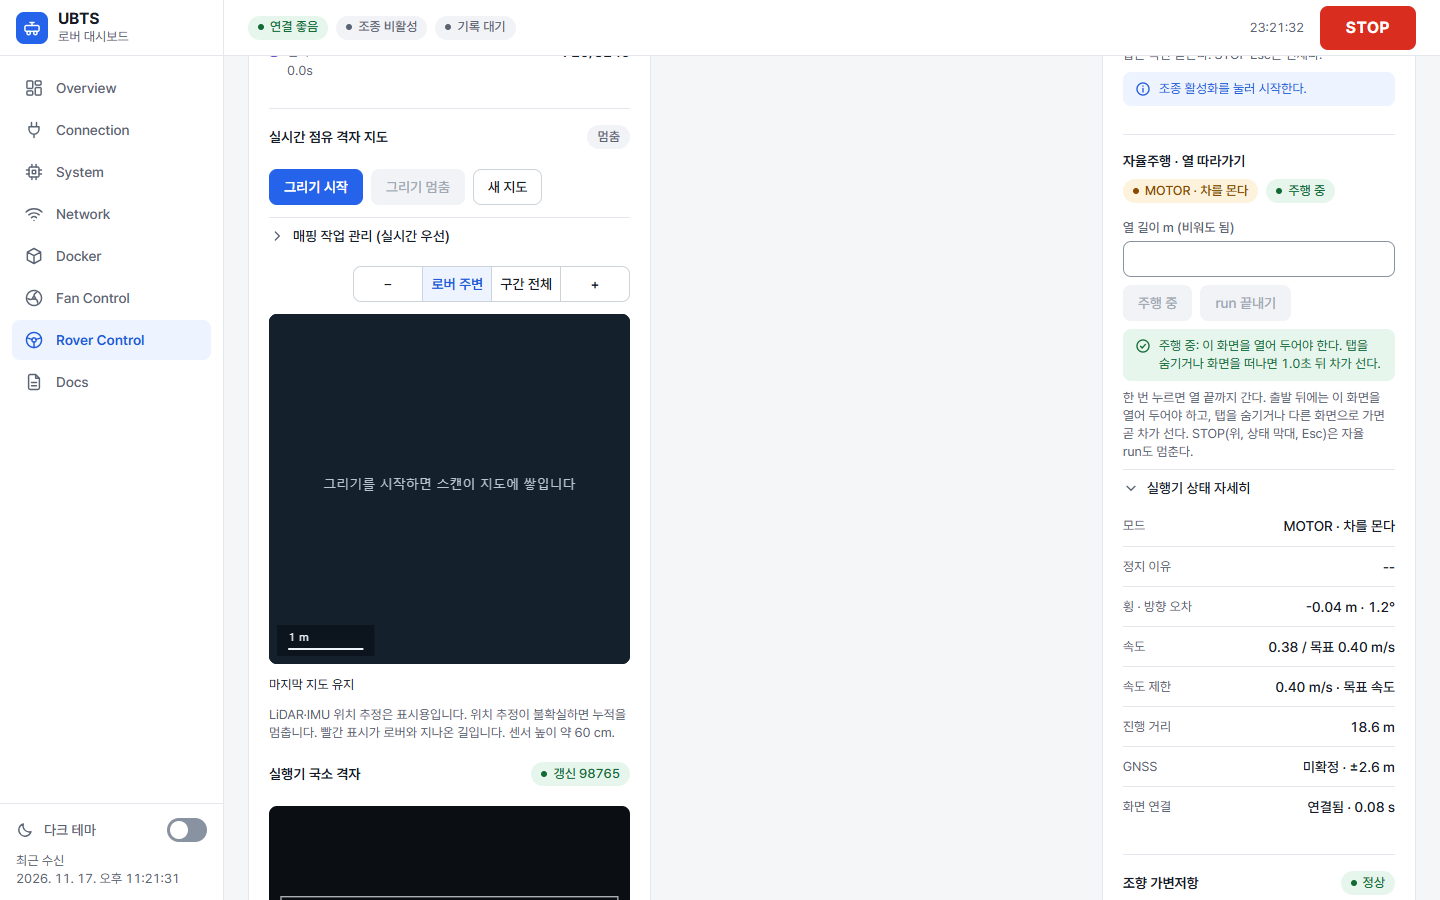 UBTS
로버 대시보드
연결 좋음
조종 비활성
기록 대기
23:21:32
STOP
Overview
Connection
System
Network
Docker
Fan Control
Rover Control
Docs
다크 테마
최근 수신
2026. 11. 17. 오후 11:21:31
0.0s
실시간 점유 격자 지도
멈춤
그리기 시작
그리기 멈춤
새 지도
매핑 작업 관리 (실시간 우선)
−
로버 주변
구간 전체
+
그리기를 시작하면 스캔이 지도에 쌓입니다
1 m
마지막 지도 유지
LiDAR·IMU 위치 추정은 표시용입니다. 위치 추정이 불확실하면 누적을
멈춥니다. 빨간 표시가 로버와 지나온 길입니다. 센서 높이 약 60 cm.
실행기 국소 격자
갱신 98765
조종 활성화를 눌러 시작한다.
자율주행 · 열 따라가기
MOTOR · 차를 몬다
주행 중
열 길이 m (비워도 됨)
주행 중
run 끝내기
주행 중: 이 화면을 열어 두어야 한다. 탭을
숨기거나 화면을 떠나면 1.0초 뒤 차가 선다.
한 번 누르면 열 끝까지 간다. 출발 뒤에는 이 화면을
열어 두어야 하고, 탭을 숨기거나 다른 화면으로 가면
곧 차가 선다. STOP(위, 상태 막대, Esc)은 자율
run도 멈춘다.
실행기 상태 자세히
모드
MOTOR · 차를 몬다
정지 이유
--
횡 · 방향 오차
-0.04 m · 1.2°
속도
0.38 / 목표 0.40 m/s
속도 제한
0.40 m/s · 목표 속도
진행 거리
18.6 m
GNSS
미확정 · ±2.6 m
화면 연결
연결됨 · 0.08 s
조향 가변저항
정상